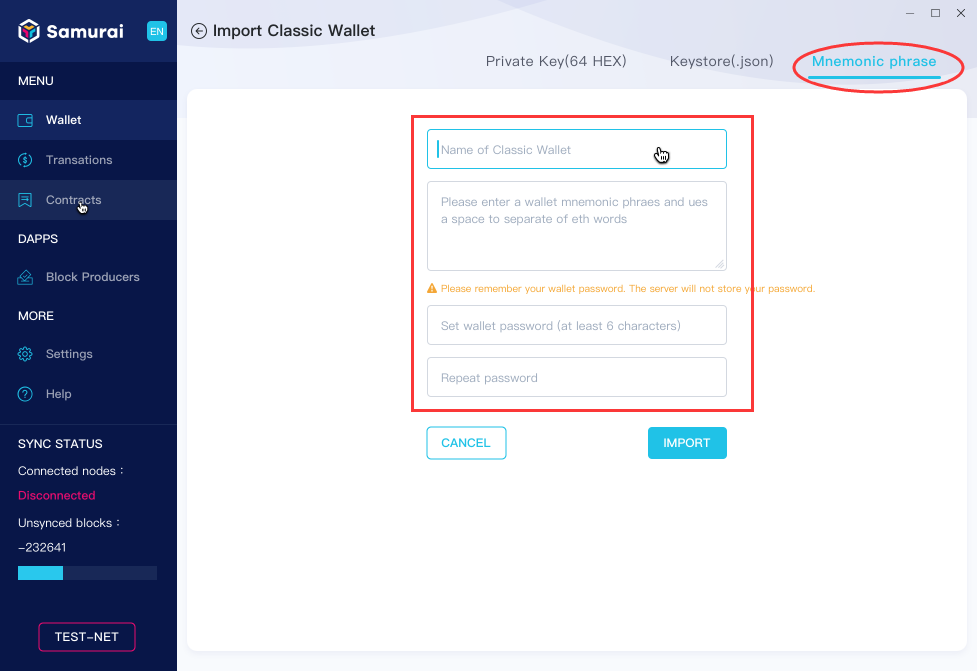 Samurai
EN
MENU
Wallet
Transations
Contracts
DAPPS
Block Producers
MORE
Settings
Help
SYNC STATUS
Connected nodes :
Disconnected
Unsynced blocks :
-232641
TEST-NET
Import Classic Wallet
Private Key(64 HEX)
Keystore(.json)
Mnemonic phrase
Name of Classic Wallet
Please enter a wallet mnemonic phraes and ues
a space to separate of eth words
Please remember your wallet password. The server will not store your password.
Set wallet password (at least 6 characters)
Repeat password
CANCEL
IMPORT